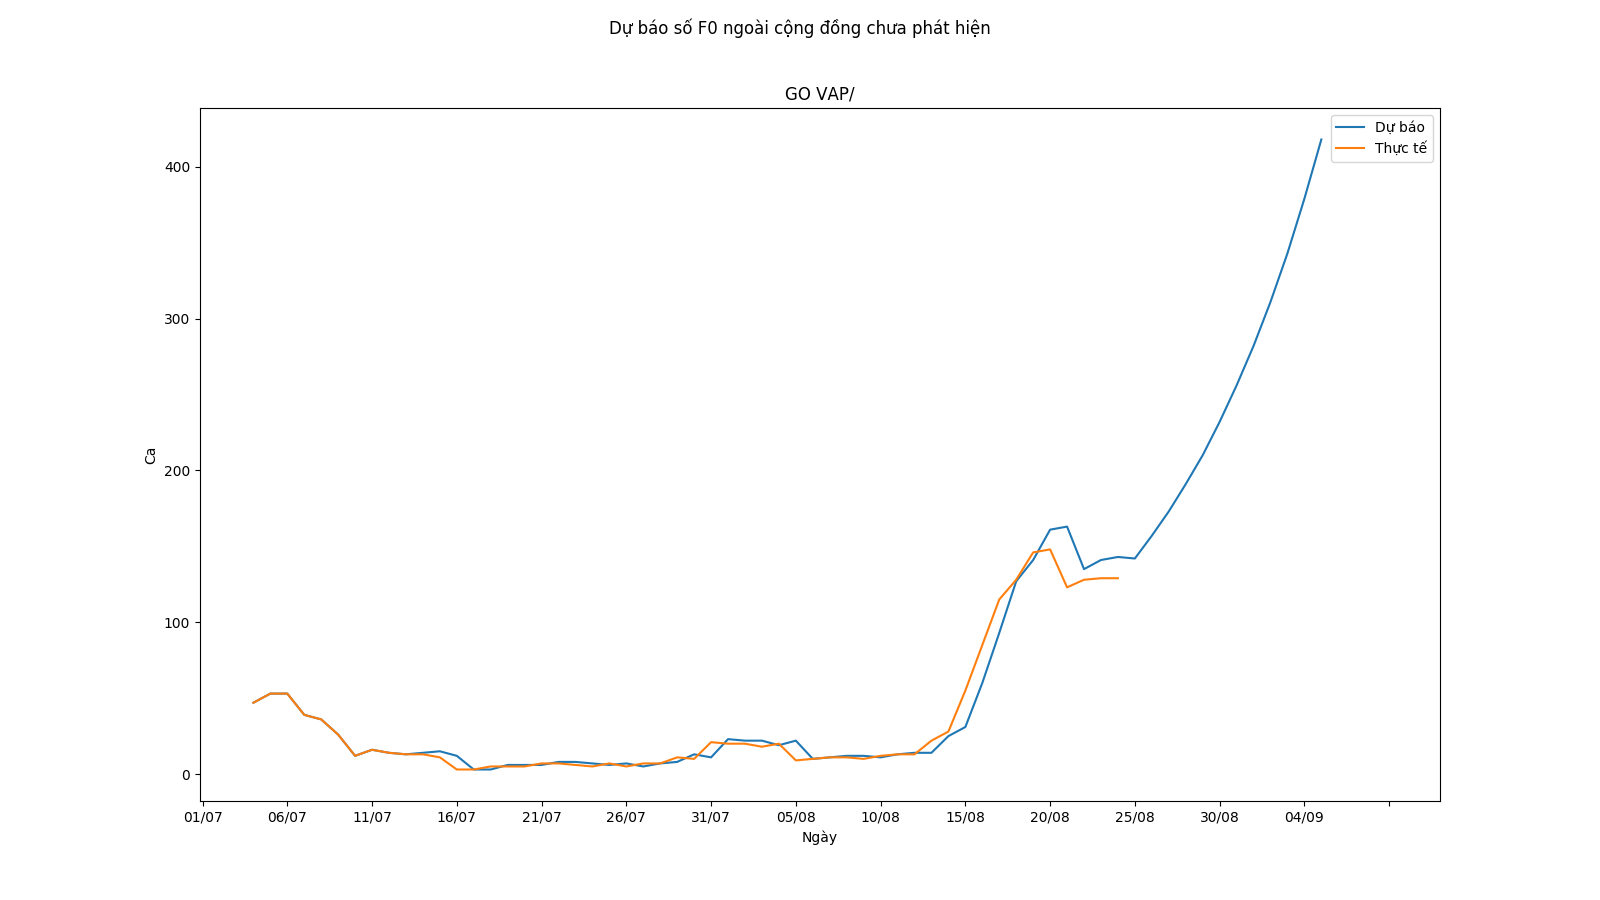 Dự báo số F0 ngoài cộng đồng chưa phát hiện
GO VAP/
Dự báo
Thực tế
400
300
200
100
0
Ca
01/07 06/07 11/07 16/07 21/07 26/07 31/07 05/08 10/08 15/08 20/08 25/08 30/08 04/09
Ngày